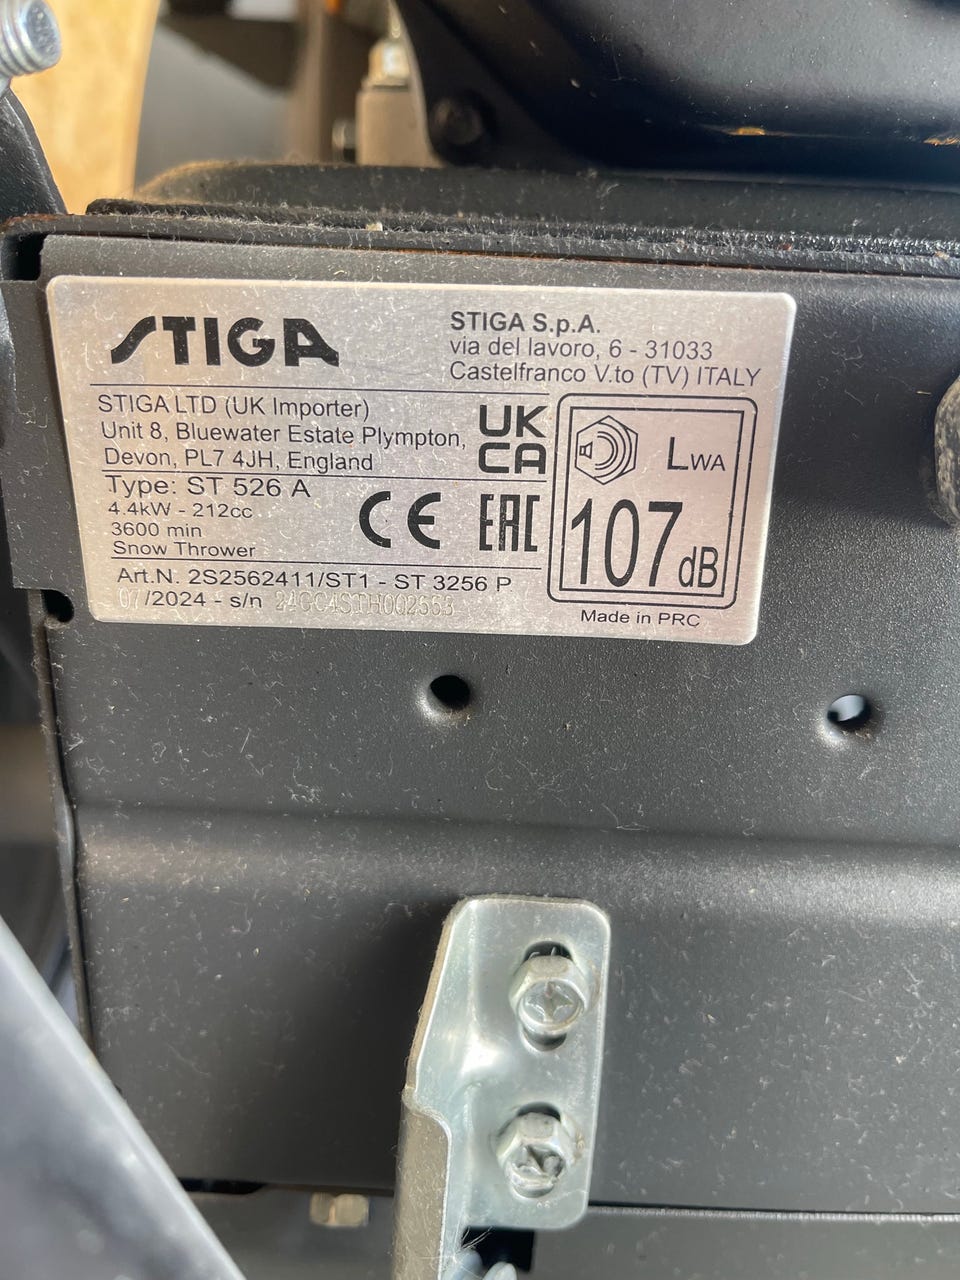 STIGA
STIGA S.p.A.
via del lavoro, 6 - 31033
Castelfranco V.to (TV) ITALY
STIGA LTD (UK Importer)
Unit 8, Bluewater Estate Plympton,
Devon, PL7 4JH, England
UK
CA
Type: ST 526 A
4.4kW - 212cc
3600 min
Snow Thrower
CE
EAC
LWA
107 dB
Art.N. 2S2562411/ST1 - ST 3256 P
07/2024 - s/n
Made in PRC